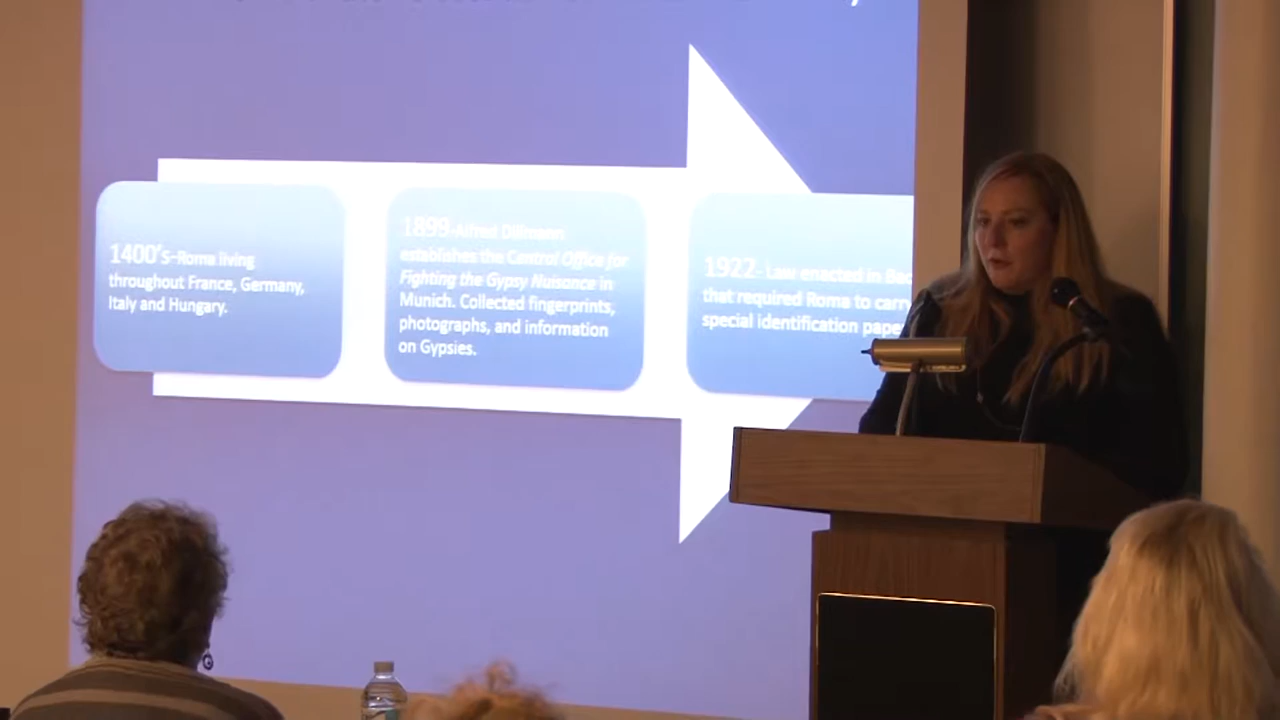 1400's-Roma living
throughout France, Germany,
Italy and Hungary.
1899-Alfred Dillmann
establishes the Central Office for
Fighting the Gypsy Nuisance in
Munich. Collected fingerprints,
photographs, and information
on Gypsies.
1922- Law enacted in
that required Roma to carry
special identification